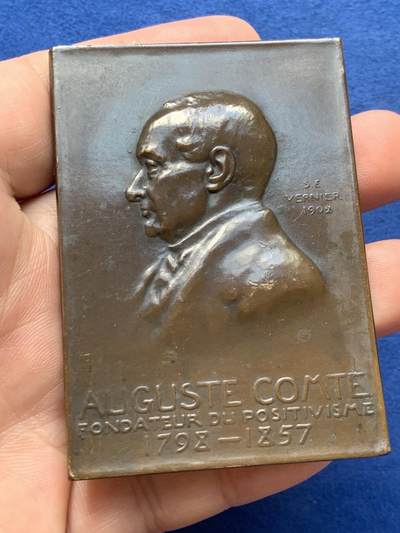 S.E
VERNIER
1902
AUGUSTE COMTE
FONDATEUR DU POSITIVISME
1798-1857